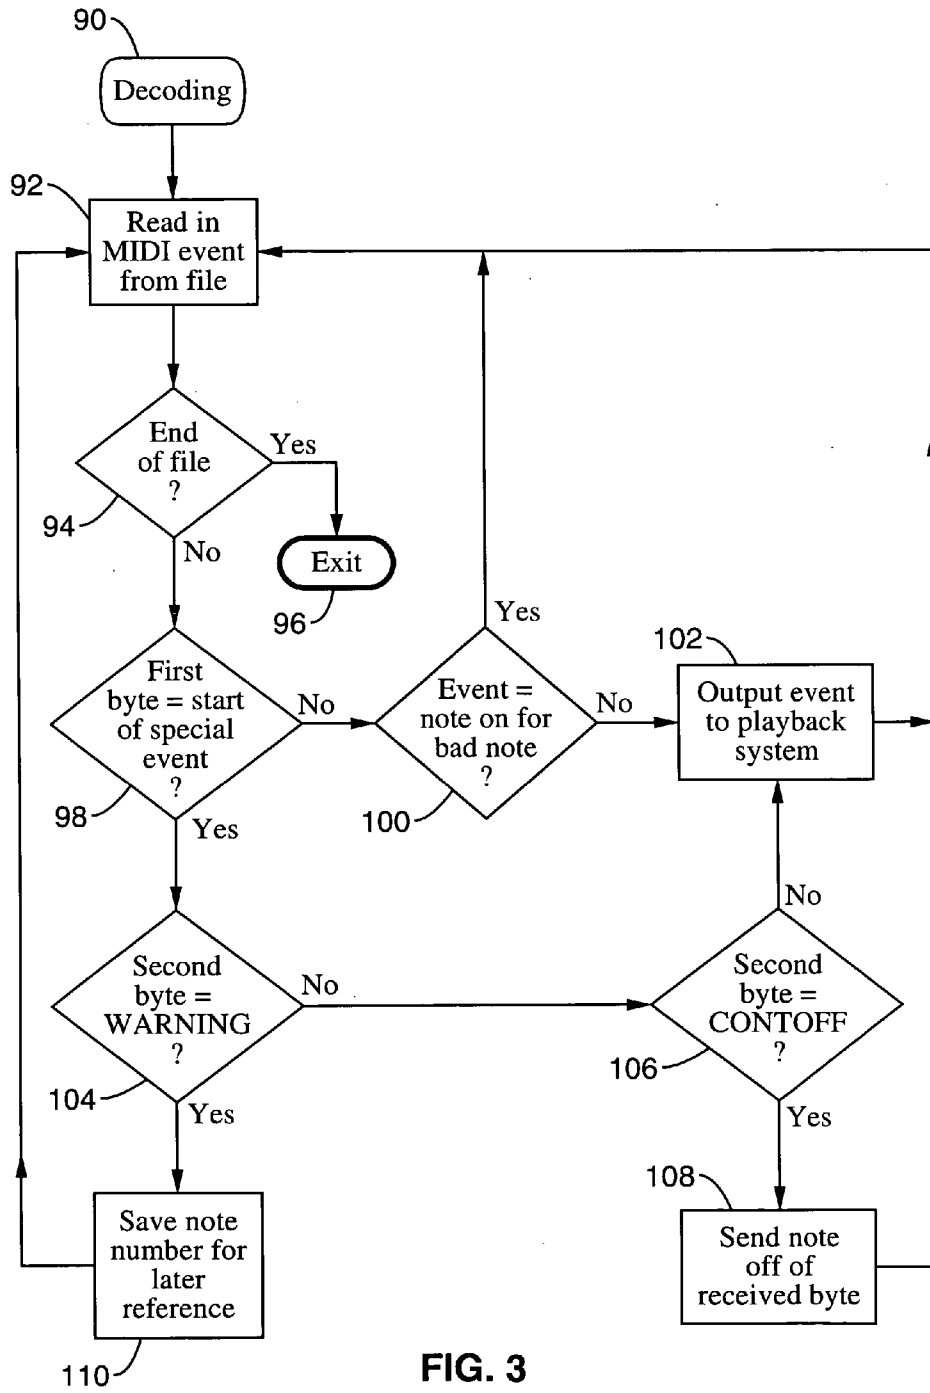 90
Decoding
92
Read in
MIDI event
from file
End
of file
?
Yes
94
No
Exit
96
First
byte = start
of special
event
?
No
98
Yes
Yes
Event =
note on for
bad note
?
No
100
102
Output event
to playback
system
Second
byte =
WARNING
?
No
104
Yes
No
Second
byte =
CONTOFF
?
106
Yes
108
Send note
off of
received byte
Save note
number for
later
reference
110
FIG. 3